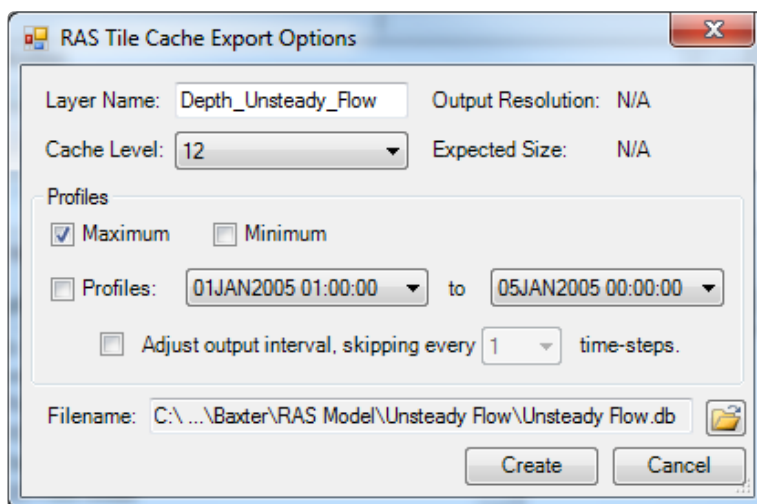 RAS Tile Cache Export Options
Layer Name: Depth_Unsteady_Flow Output Resolution: N/A
Cache Level: 12 Expected Size: N/A
Profiles
Maximum Minimum
Profiles: 01JAN2005 01:00:00 to 05JAN2005 00:00:00
Adjust output interval, skipping every 1 time-steps.
Filename: C:\ ...\Baxter\RAS Model\Unsteady Flow\Unsteady Flow.db
Create Cancel